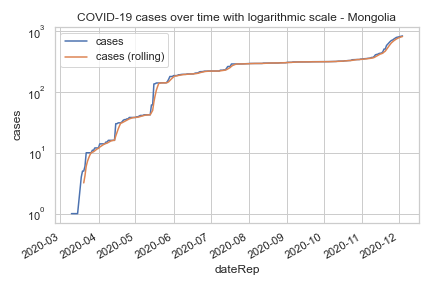 COVID-19 cases over time with logarithmic scale - Mongolia
cases
cases (rolling)
10³
10²
10¹
10⁰
cases
2020-03
2020-04
2020-05
2020-06
2020-07
2020-08
2020-09
2020-10
2020-11
2020-12
dateRep